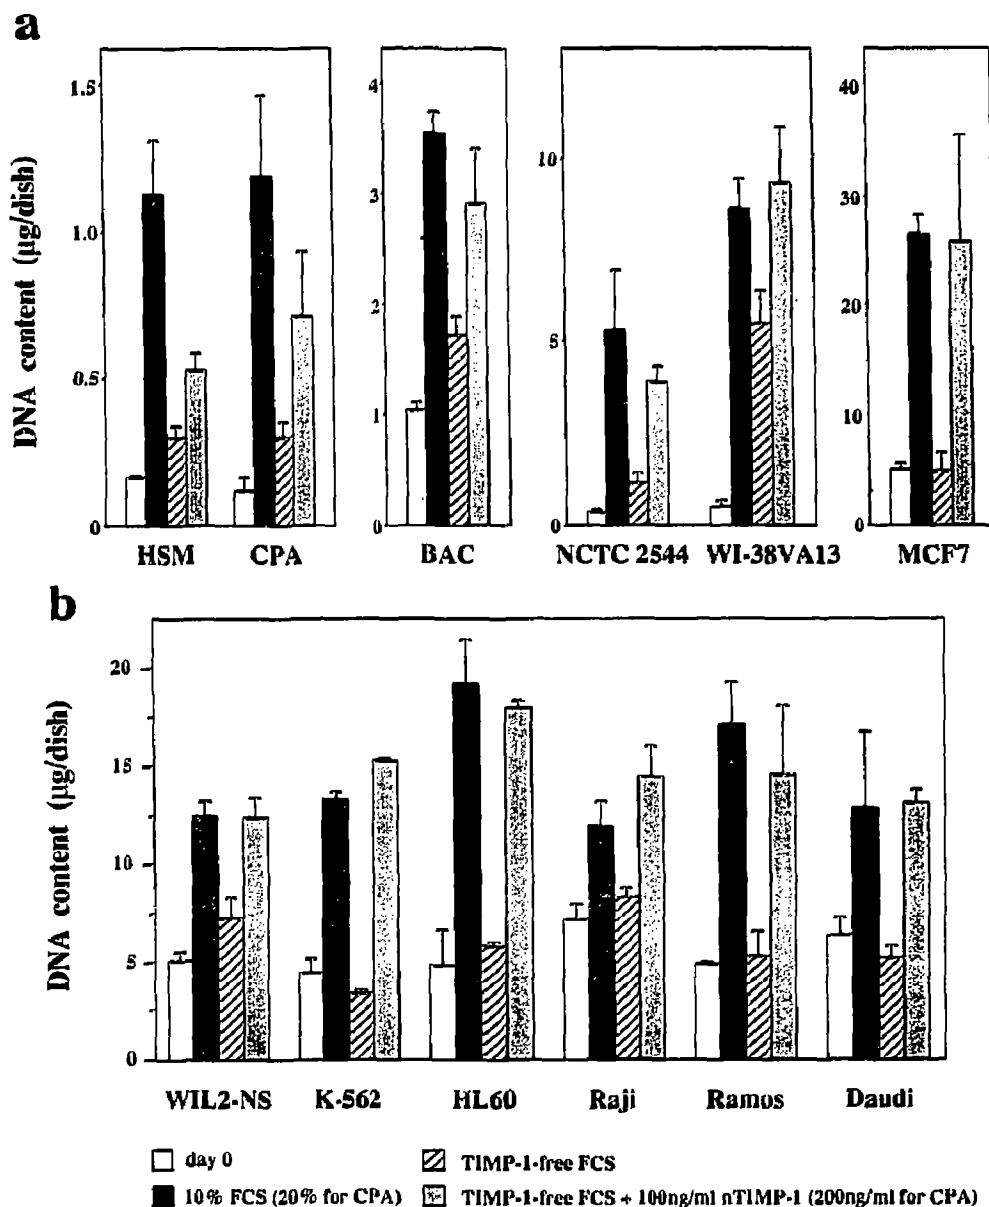 a
DNA content (µg/dish)
1.5
1.0
0.5
0
4
3
2
1
0
10
5
0
40
30
20
10
0
HSM CPA BAC NCTC 2544 WI-38VA13 MCF7
b
DNA content (µg/dish)
20
15
10
5
0
WIL2-NS K-562 HL60 Raji Ramos Daudi
day 0 TIMP-1-free FCS
10% FCS (20% for CPA) TIMP-1-free FCS + 100ng/ml nTIMP-1 (200ng/ml for CPA)